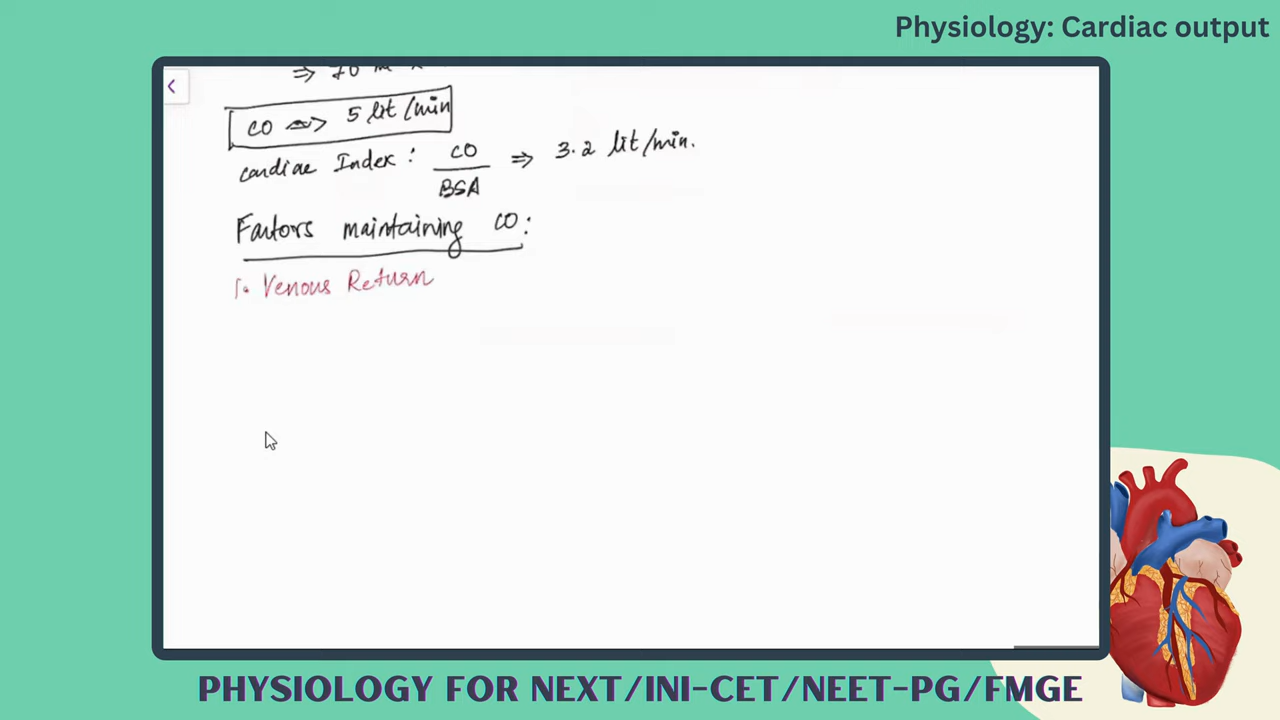 Physiology: Cardiac output
⇒ 70 m
CO ⇒ 5 lit/min
Cardiac Index : CO/BSA ⇒ 3.2 lit/min.
Factors maintaining CO:
1. Venous Return
PHYSIOLOGY FOR NEXT/INI-CET/NEET-PG/FMGE